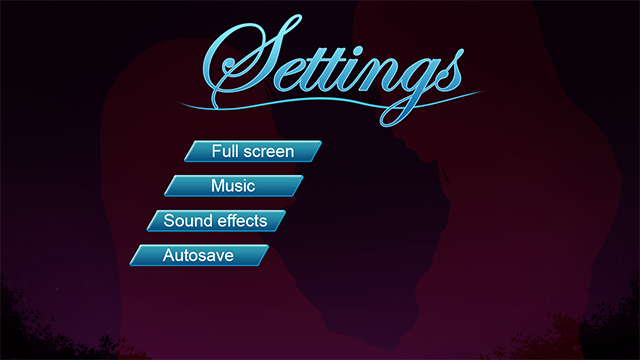 Settings
Full screen
Music
Sound effects
Autosave